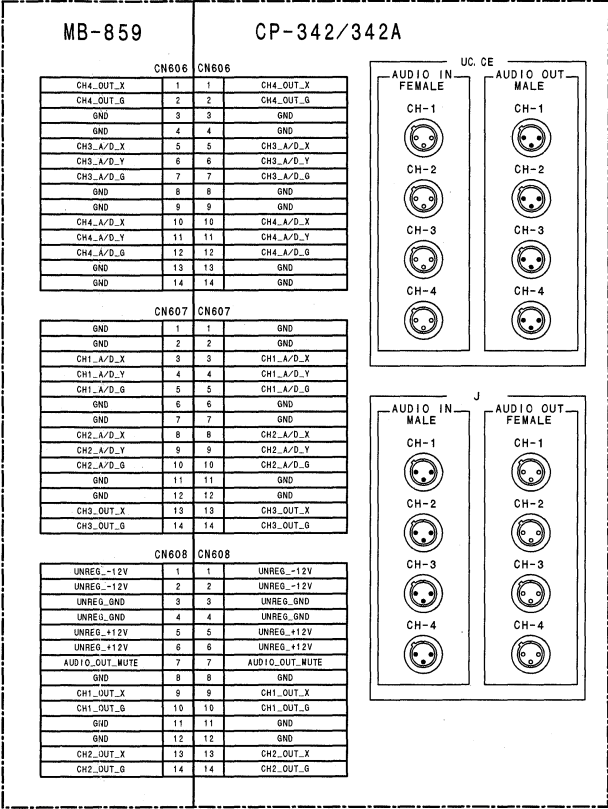 MB-859 CP-342/342A
CN606 CN606
CH4_OUT_X 1 1 CH4_OUT_X
CH4_OUT_G 2 2 CH4_OUT_G
GND 3 3 GND
GND 4 4 GND
CH3_A/D_X 5 5 CH3_A/D_X
CH3_A/D_Y 6 6 CH3_A/D_Y
CH3_A/D_G 7 7 CH3_A/D_G
GND 8 8 GND
GND 9 9 GND
CH4_A/D_X 10 10 CH4_A/D_X
CH4_A/D_Y 11 11 CH4_A/D_Y
CH4_A/D_G 12 12 CH4_A/D_G
GND 13 13 GND
GND 14 14 GND
CN607 CN607
GND 1 1 GND
GND 2 2 GND
CH1_A/D_X 3 3 CH1_A/D_X
CH1_A/D_Y 4 4 CH1_A/D_Y
CH1_A/D_G 5 5 CH1_A/D_G
GND 6 6 GND
GND 7 7 GND
CH2_A/D_X 8 8 CH2_A/D_X
CH2_A/D_Y 9 9 CH2_A/D_Y
CH2_A/D_G 10 10 CH2_A/D_G
GND 11 11 GND
GND 12 12 GND
CH3_OUT_X 13 13 CH3_OUT_X
CH3_OUT_G 14 14 CH3_OUT_G
CN608 CN608
UNREG_-12V 1 1 UNREG_-12V
UNREG_-12V 2 2 UNREG_-12V
UNREG_GND 3 3 UNREG_GND
UNREG_GND 4 4 UNREG_GND
UNREG_+12V 5 5 UNREG_+12V
UNREG_+12V 6 6 UNREG_+12V
AUDIO_OUT_MUTE 7 7 AUDIO_OUT_MUTE
GND 8 8 GND
CH1_OUT_X 9 9 CH1_OUT_X
CH1_OUT_G 10 10 CH1_OUT_G
GND 11 11 GND
GND 12 12 GND
CH2_OUT_X 13 13 CH2_OUT_X
CH2_OUT_G 14 14 CH2_OUT_G
UC, CE
AUDIO IN AUDIO OUT
FEMALE MALE
CH-1 CH-1
CH-2 CH-2
CH-3 CH-3
CH-4 CH-4
J
AUDIO IN AUDIO OUT
MALE FEMALE
CH-1 CH-1
CH-2 CH-2
CH-3 CH-3
CH-4 CH-4